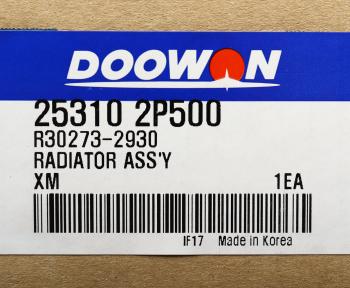 DOOWON
25310 2P500
R30273-2930
RADIATOR ASS'Y
XM 1EA
IF17 Made in Korea